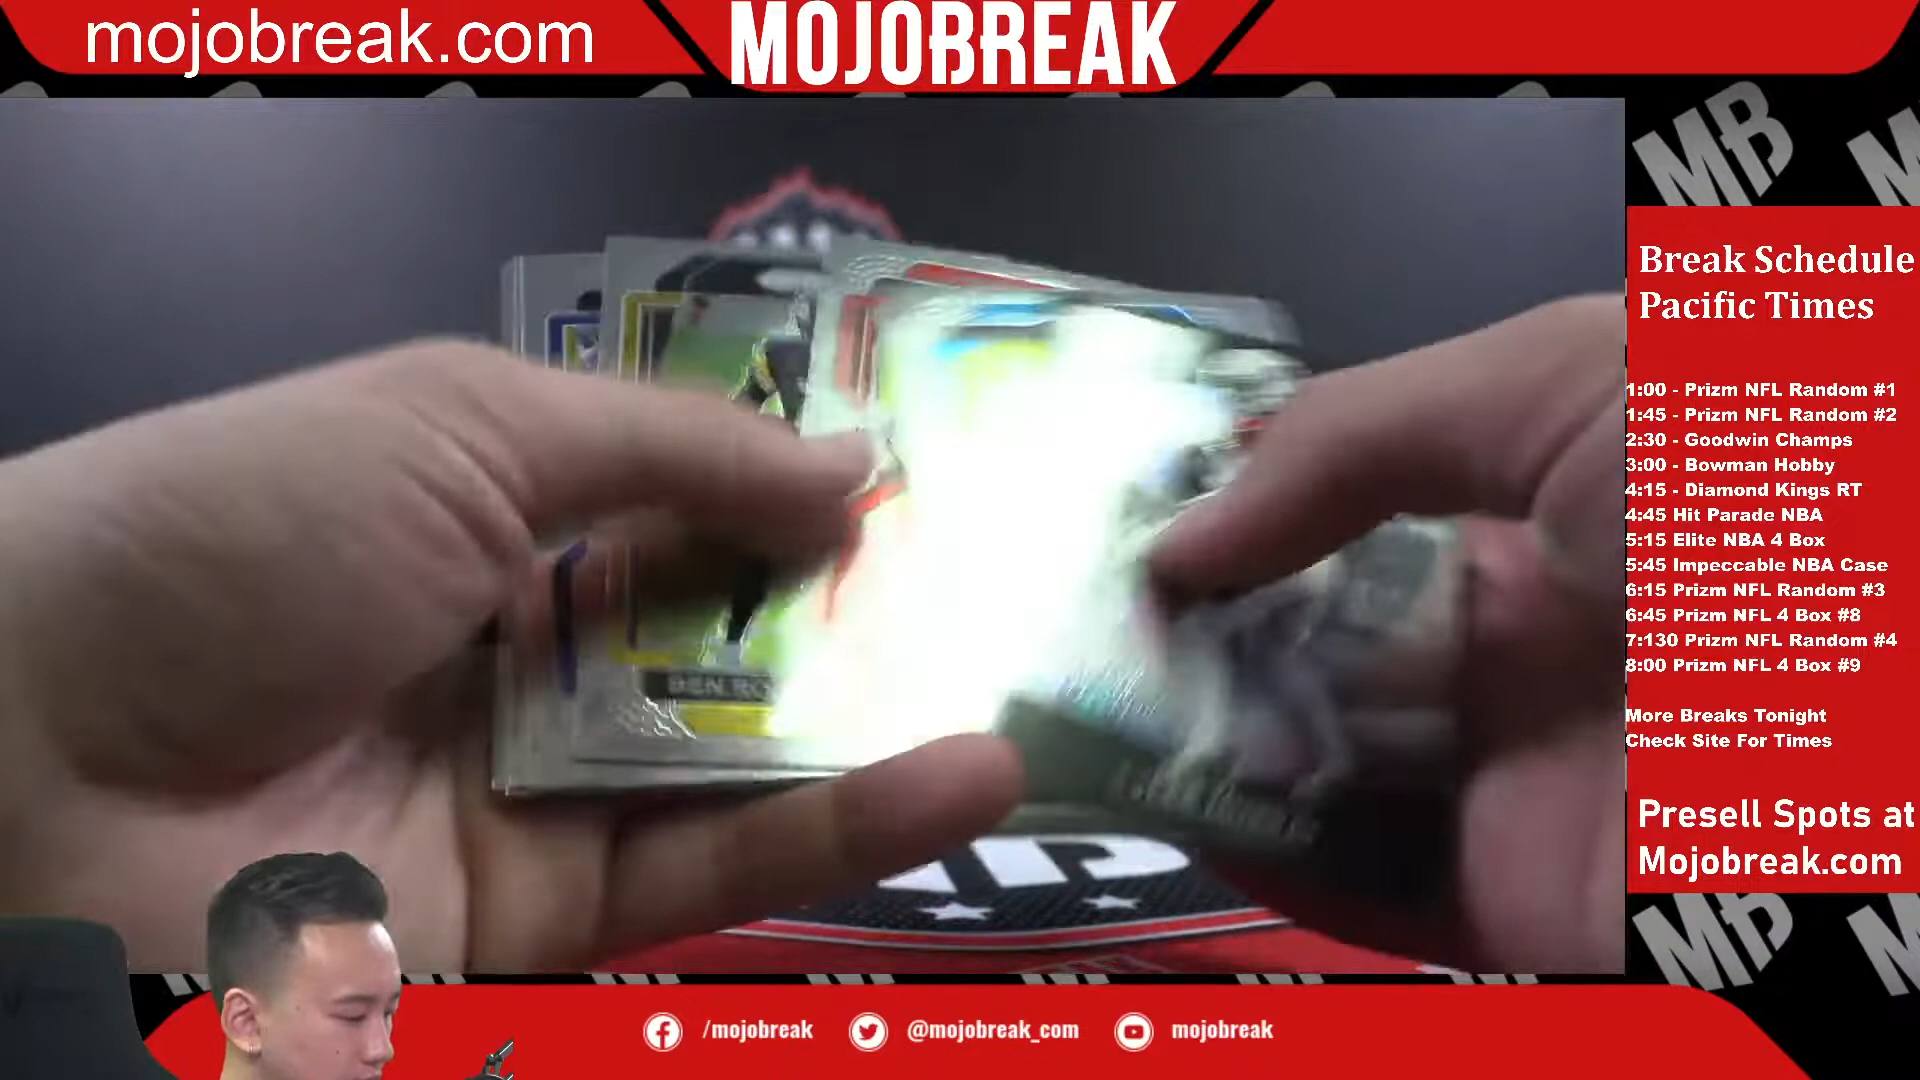 mojobreak.com
MOJOBREAK
MB
Break Schedule
Pacific Times
1:00 - Prizm NFL Random #1
1:45 - Prizm NFL Random #2
2:30 - Goodwin Champs
3:00 - Bowman Hobby
4:15 - Diamond Kings RT
4:45 Hit Parade NBA
5:15 Elite NBA 4 Box
5:45 Impeccable NBA Case
6:15 Prizm NFL Random #3
6:45 Prizm NFL 4 Box #8
7:130 Prizm NFL Random #4
8:00 Prizm NFL 4 Box #9
More Breaks Tonight
Check Site For Times
Presell Spots at
Mojobreak.com
BEN
MB
/mojobreak
@mojobreak_com
mojobreak